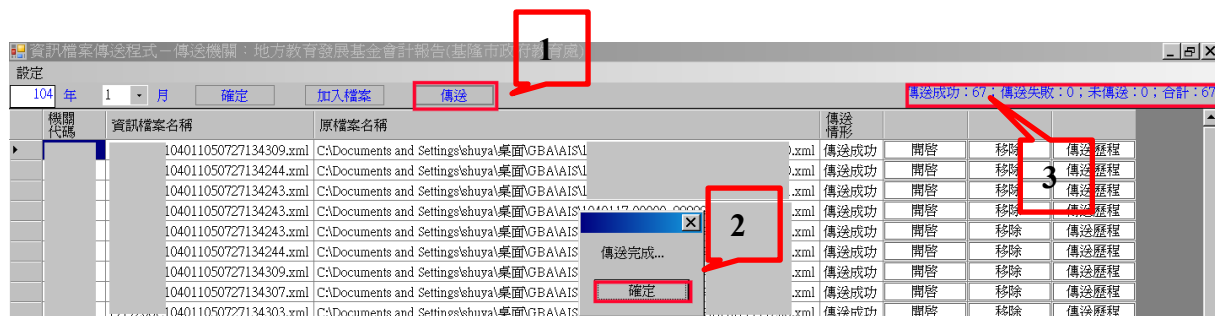 1
資訊檔案傳送程式－傳送機關：地方教育發展基金會計報告(基隆市政府教育處)
設定
104 年 1 月 確定 加入檔案 傳送 傳送成功：67；傳送失敗：0；未傳送：0；合計：67
機關代碼 資訊檔案名稱 原檔案名稱 傳送情形
104011050727134309.xml C:\Documents and Settings\shuya\桌面\GBA\AIS\1 .xml 傳送成功 開啓 移除 傳送歷程
104011050727134244.xml C:\Documents and Settings\shuya\桌面\GBA\AIS\1 .xml 傳送成功 開啓 移除 傳送歷程
3
104011050727134243.xml C:\Documents and Settings\shuya\桌面\GBA\AIS\1 .xml 傳送成功 開啓 移除 傳送歷程
104011050727134243.xml C:\Documents and Settings\shuya\桌面\GBA\AIS\ .xml 傳送成功 開啓 移除 傳送歷程
2
104011050727134243.xml C:\Documents and Settings\shuya\桌面\GBA\AIS .xml 傳送成功 開啓 移除 傳送歷程
傳送完成...
104011050727134244.xml C:\Documents and Settings\shuya\桌面\GBA\AIS .xml 傳送成功 開啓 移除 傳送歷程
104011050727134309.xml C:\Documents and Settings\shuya\桌面\GBA\AIS .xml 傳送成功 開啓 移除 傳送歷程
確定
104011050727134307.xml C:\Documents and Settings\shuya\桌面\GBA\AIS .xml 傳送成功 開啓 移除 傳送歷程
104011050727134303.xml C:\Documents and Settings\shuya\桌面\GBA\AIS .xml 傳送成功 開啓 移除 傳送歷程